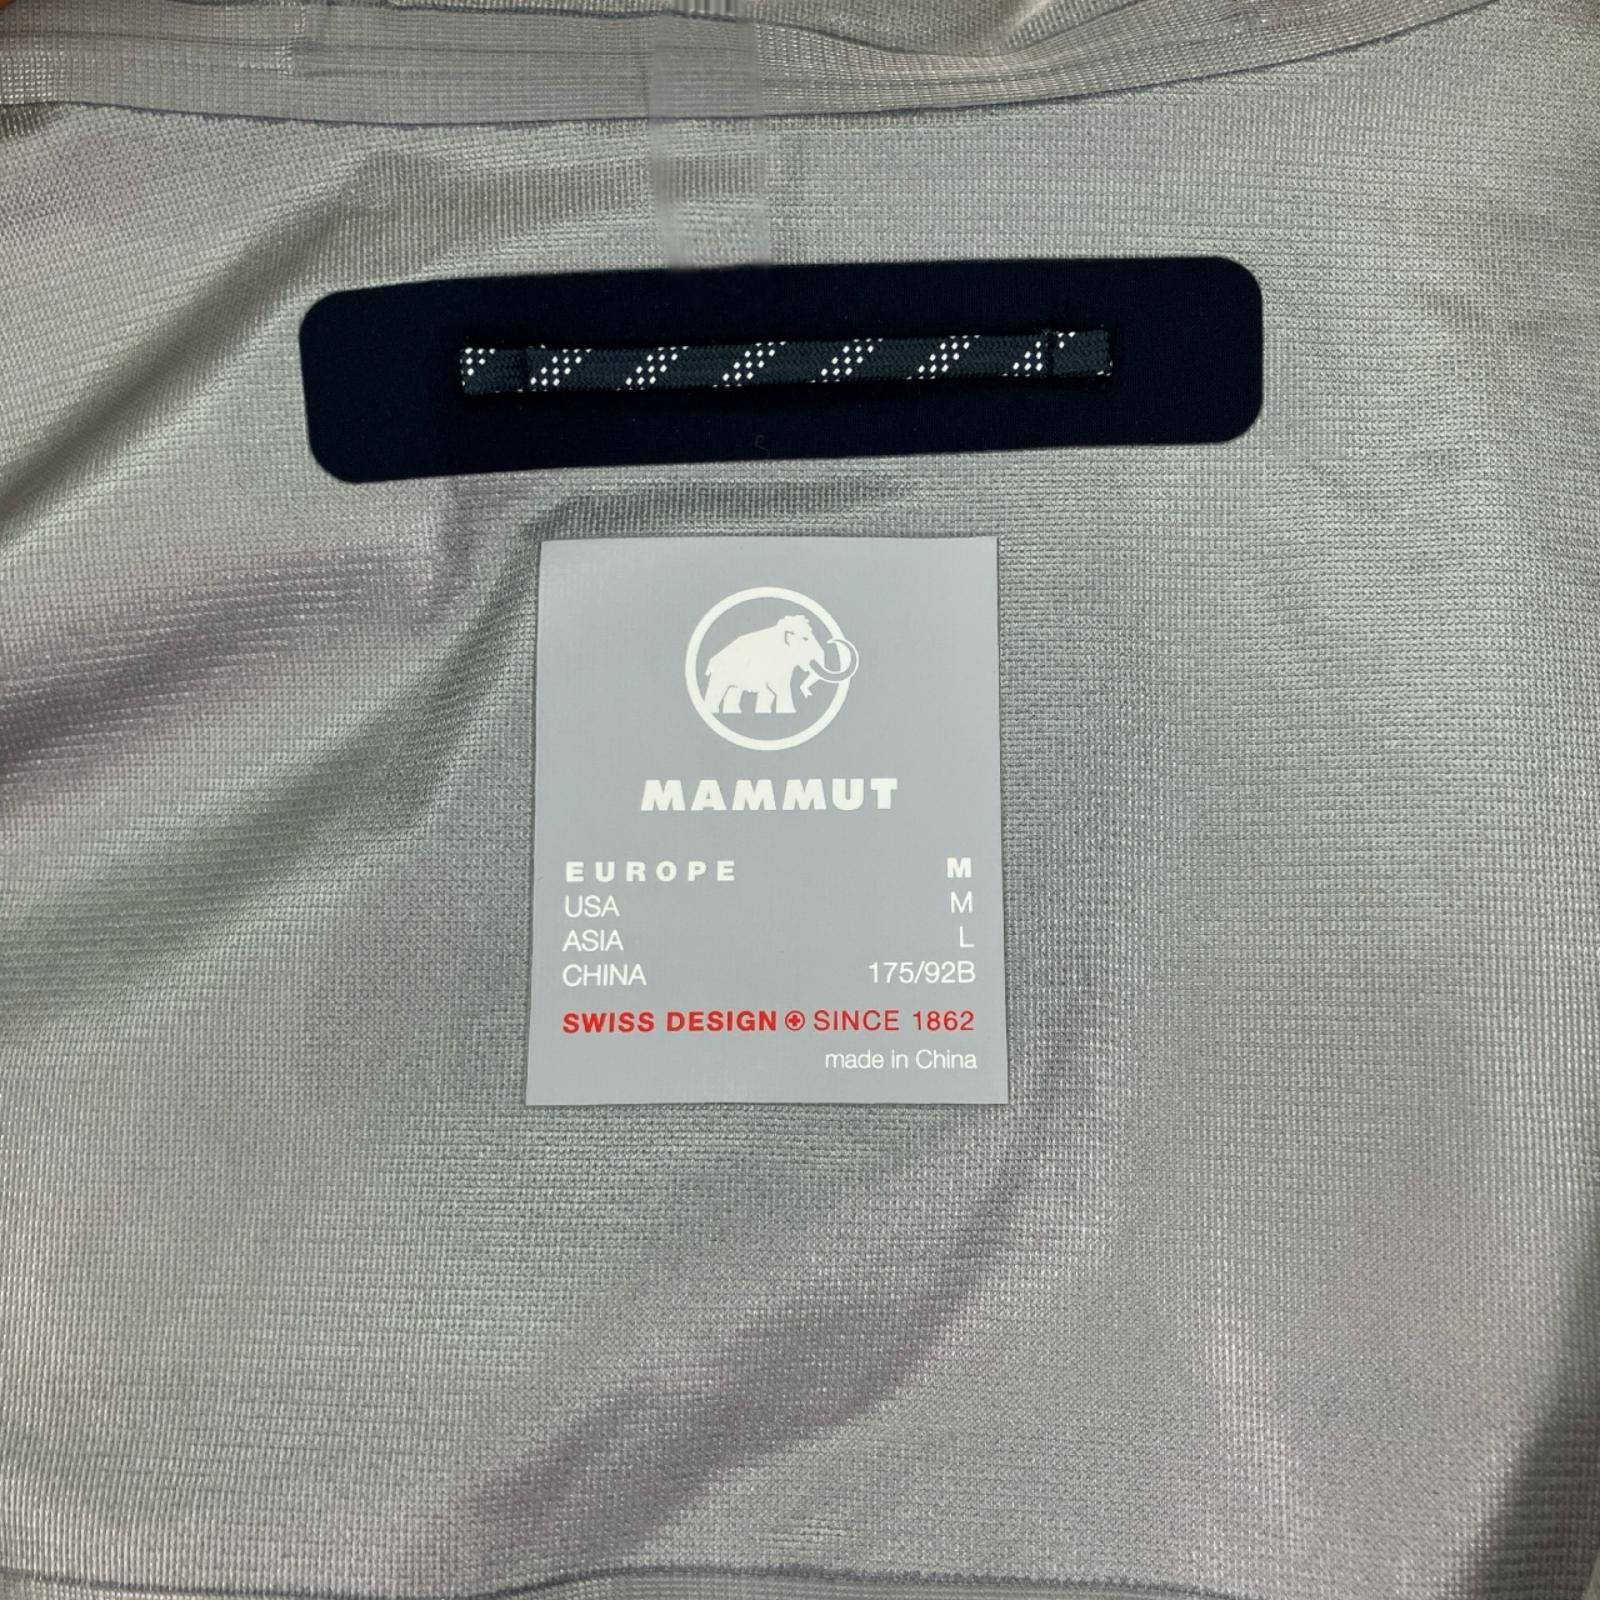 MAMMUT
EUROPE M
USA M
ASIA L
CHINA 175/92B
SWISS DESIGN SINCE 1862
made in China